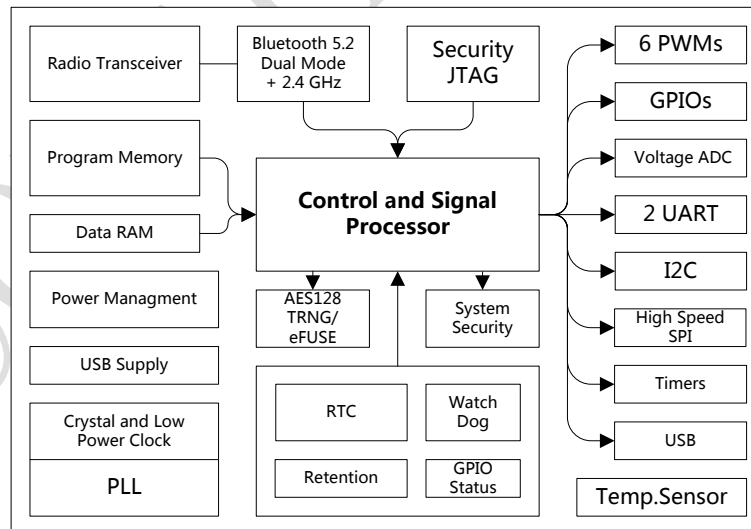 Radio Transceiver
Bluetooth 5.2
Dual Mode
+ 2.4 GHz
Security
JTAG
6 PWMs
GPIOs
Program Memory
Voltage ADC
Control and Signal
Processor
Data RAM
2 UART
I2C
Power Managment
AES128
TRNG/
eFUSE
System
Security
High Speed
SPI
USB Supply
RTC
Watch
Dog
Timers
Crystal and Low
Power Clock
USB
PLL
Retention
GPIO
Status
Temp.Sensor